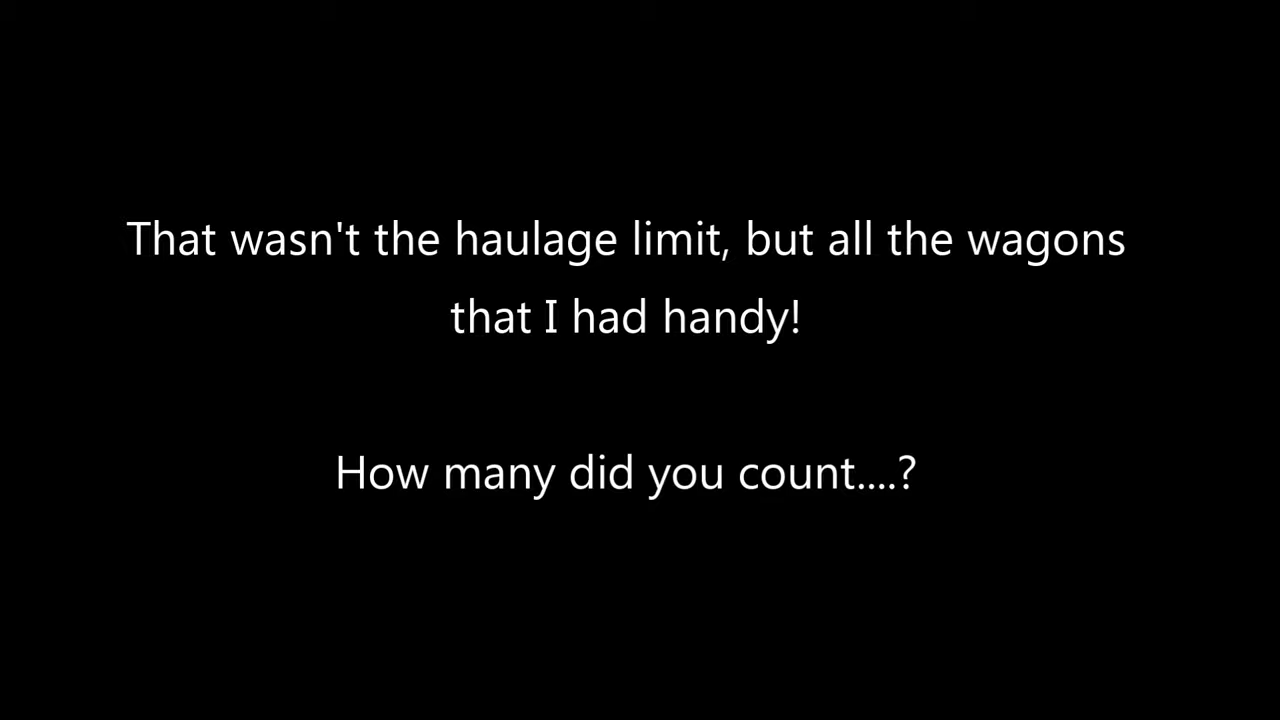 That wasn't the haulage limit, but all the wagons
that I had handy!
How many did you count....?